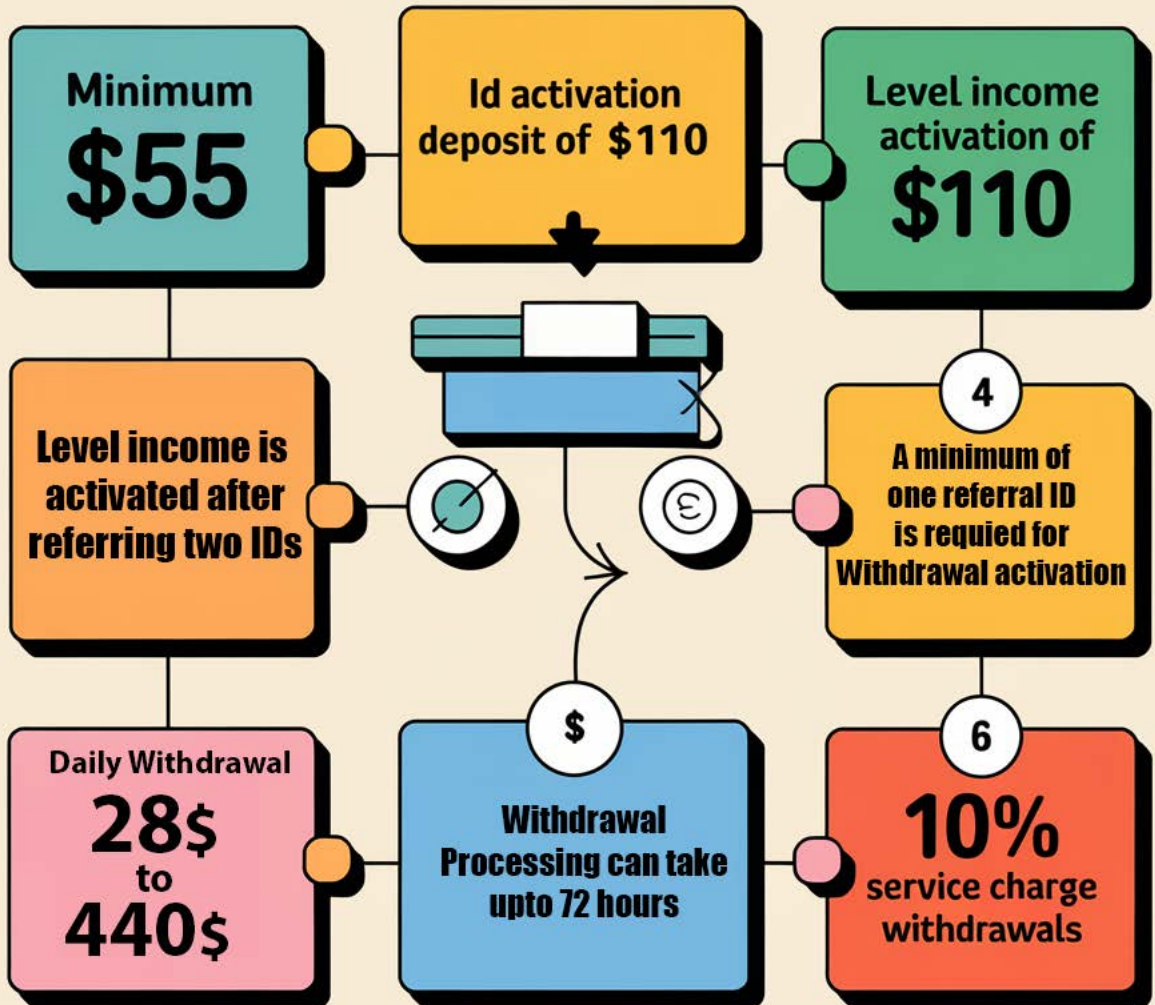 Minimum
$55
Id activation
deposit of $110
Level income
activation of
$110
Level income is
activated after
referring two IDs
4
A minimum of
one referral ID
is requied for
Withdrawal activation
Daily Withdrawal
28$
to
440$
$
Withdrawal
Processing can take
upto 72 hours
6
10%
service charge
withdrawals